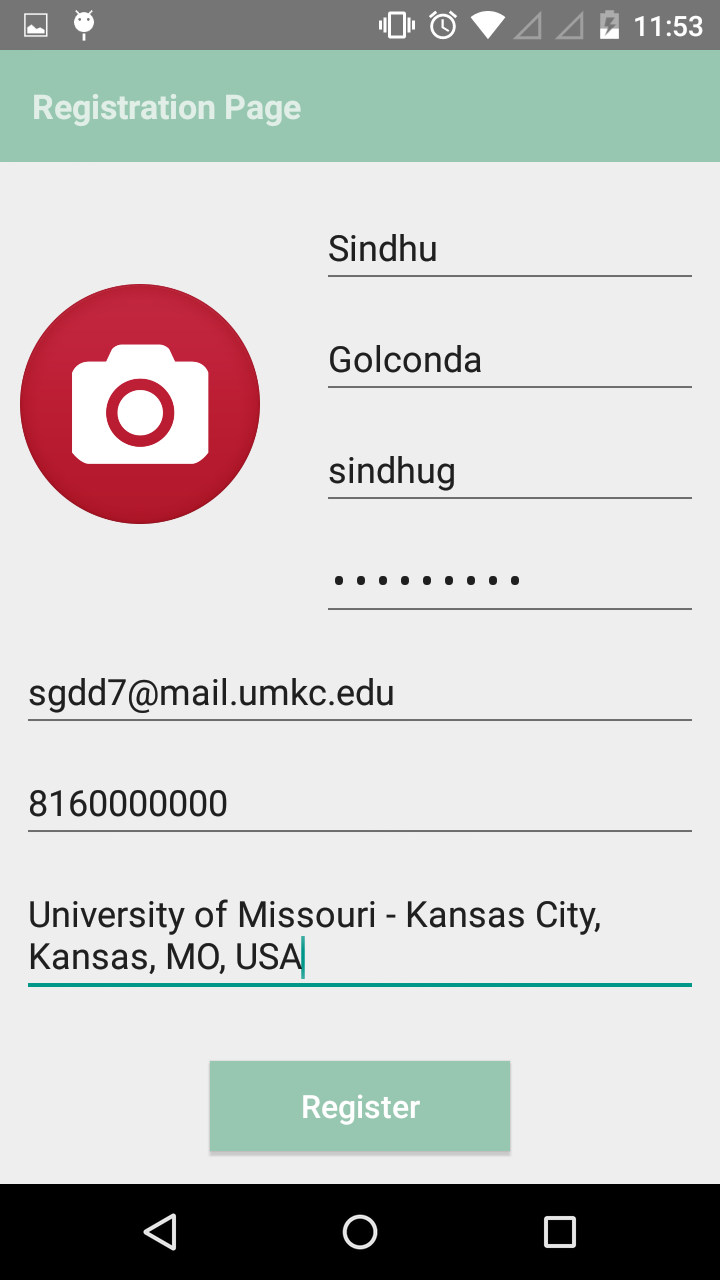 11:53
Registration Page
Sindhu
Golconda
sindhug
•••••••••
sgdd7@mail.umkc.edu
8160000000
University of Missouri - Kansas City,
Kansas, MO, USA
Register